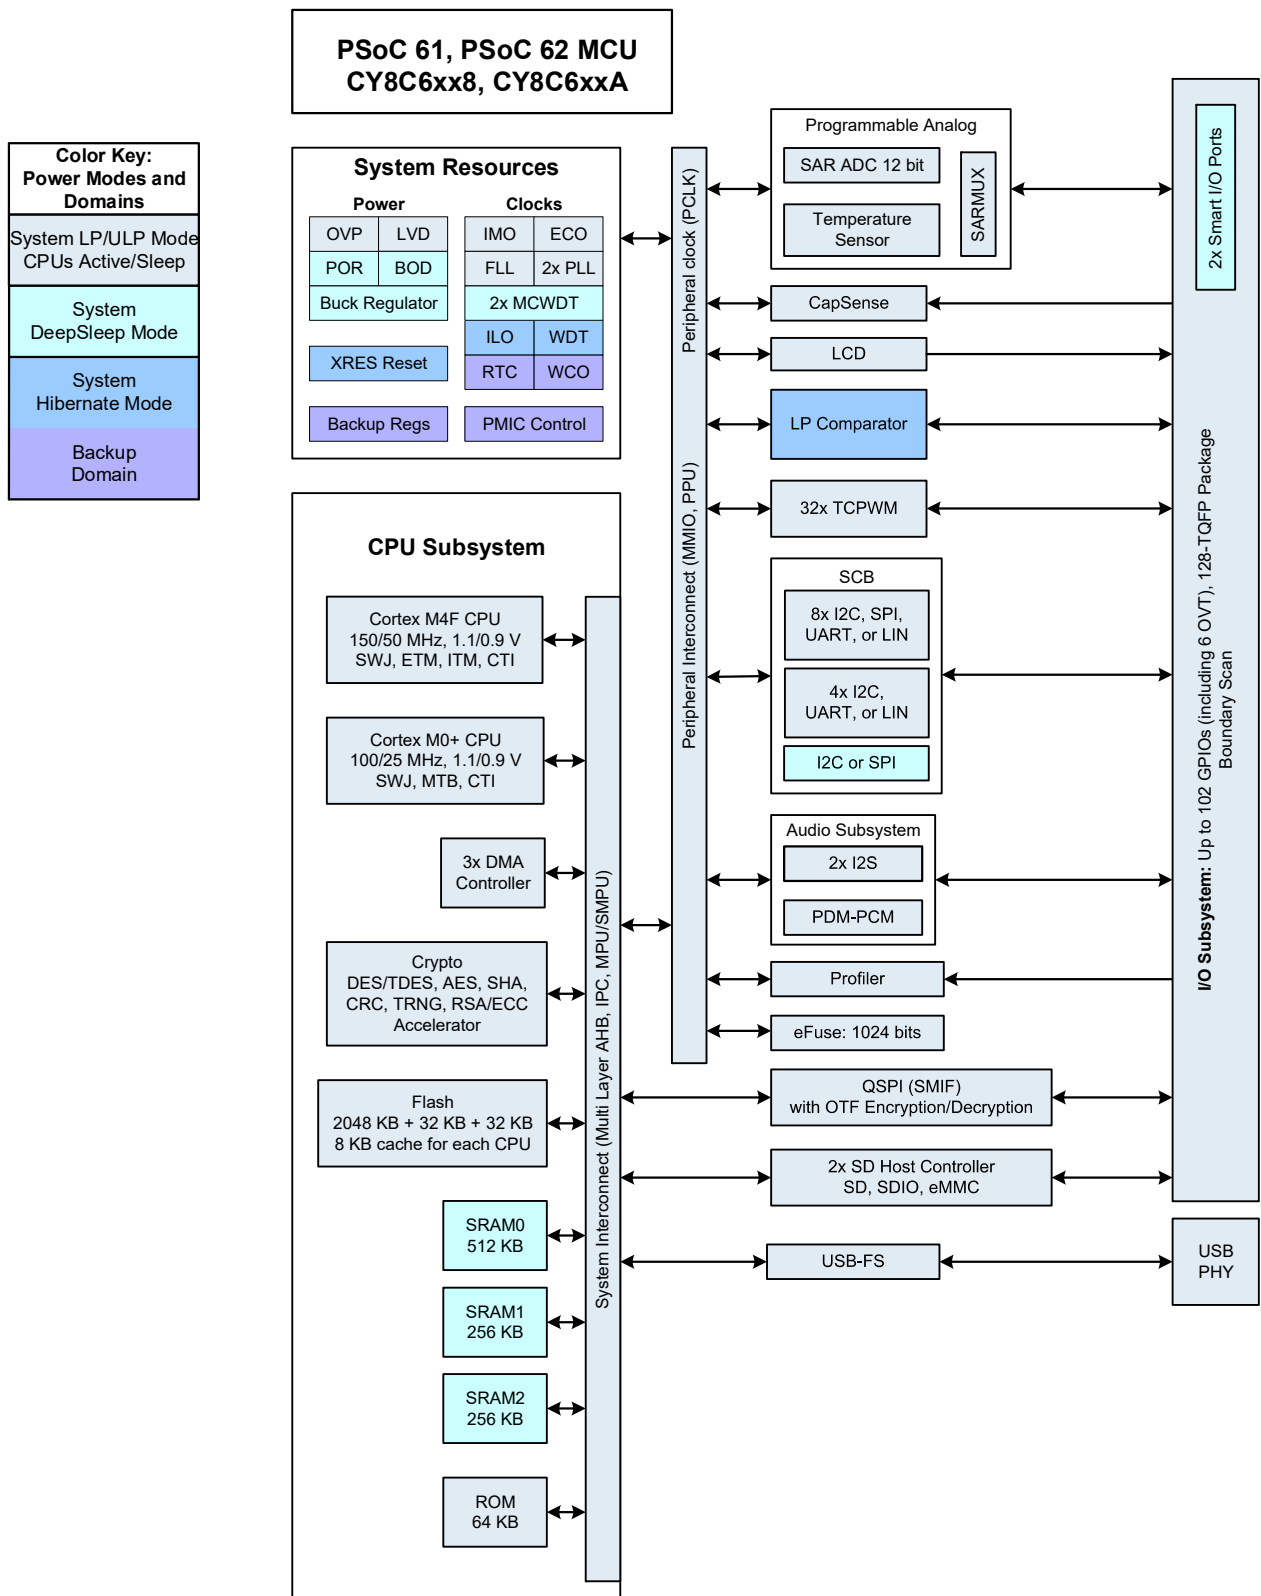 PSoC 61, PSoC 62 MCU
CY8C6xx8, CY8C6xxA
Color Key:
Power Modes and
Domains
System LP/ULP Mode
CPUs Active/Sleep
System
DeepSleep Mode
System
Hibernate Mode
Backup
Domain
System Resources
Power
Clocks
OVP
LVD
IMO
ECO
POR
BOD
FLL
2x PLL
Buck Regulator
2x MCWDT
ILO
WDT
XRES Reset
RTC
WCO
Backup Regs
PMIC Control
CPU Subsystem
Cortex M4F CPU
150/50 MHz, 1.1/0.9 V
SWJ, ETM, ITM, CTI
Cortex M0+ CPU
100/25 MHz, 1.1/0.9 V
SWJ, MTB, CTI
3x DMA
Controller
Crypto
DES/TDES, AES, SHA,
CRC, TRNG, RSA/ECC
Accelerator
Flash
2048 KB + 32 KB + 32 KB
8 KB cache for each CPU
SRAM0
512 KB
SRAM1
256 KB
SRAM2
256 KB
ROM
64 KB
System Interconnect (Multi Layer AHB, IPC, MPU/SMPU)
Peripheral clock (PCLK)
Peripheral Interconnect (MMIO, PPU)
Programmable Analog
SAR ADC 12 bit
Temperature
Sensor
SARMUX
CapSense
LCD
LP Comparator
32x TCPWM
SCB
8x I2C, SPI,
UART, or LIN
4x I2C,
UART, or LIN
I2C or SPI
Audio Subsystem
2x I2S
PDM-PCM
Profiler
eFuse: 1024 bits
QSPI (SMIF)
with OTF Encryption/Decryption
2x SD Host Controller
SD, SDIO, eMMC
USB-FS
2x Smart I/O Ports
I/O Subsystem: Up to 102 GPIOs (including 6 OVT), 128-TQFP Package
Boundary Scan
USB
PHY